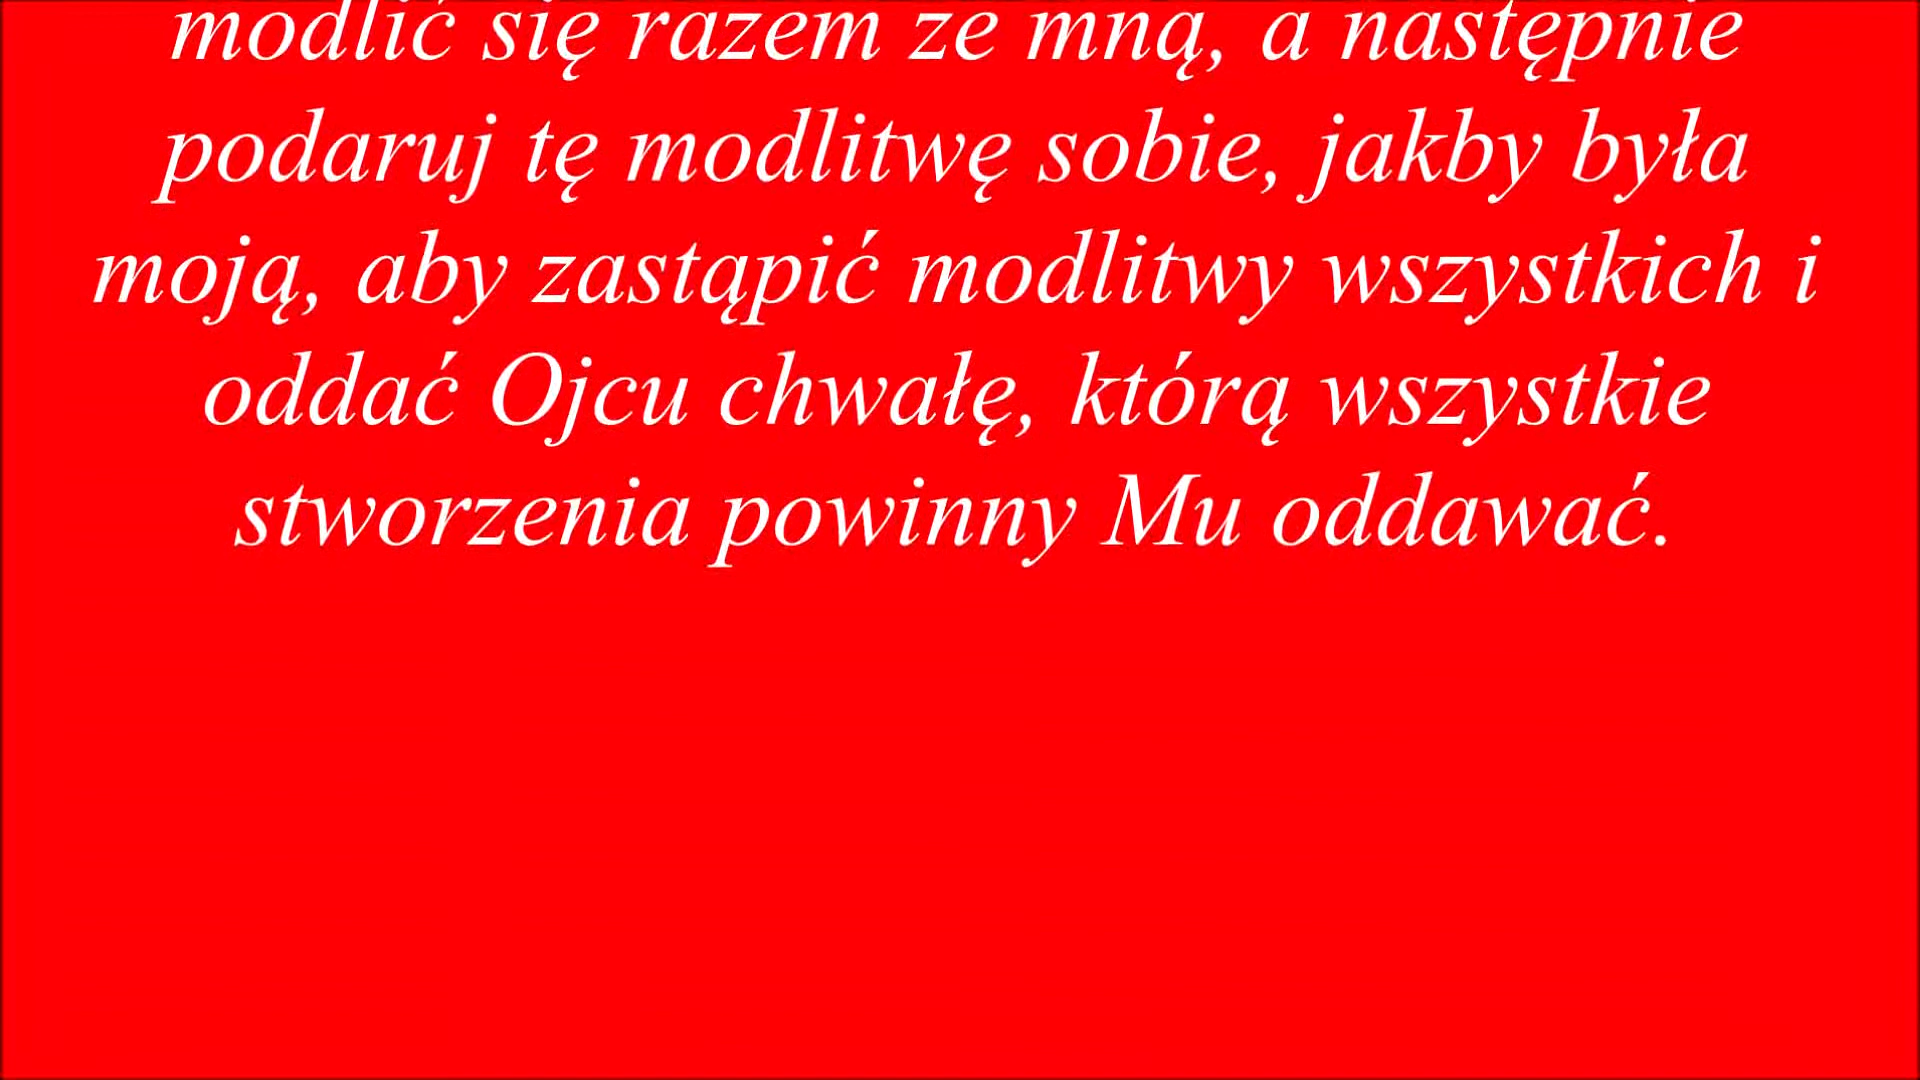 modlić się razem ze mną, a następnie
podaruj tę modlitwę sobie, jakby była
moją, aby zastąpić modlitwy wszystkich i
oddać Ojcu chwałę, którą wszystkie
stworzenia powinny Mu oddawać.